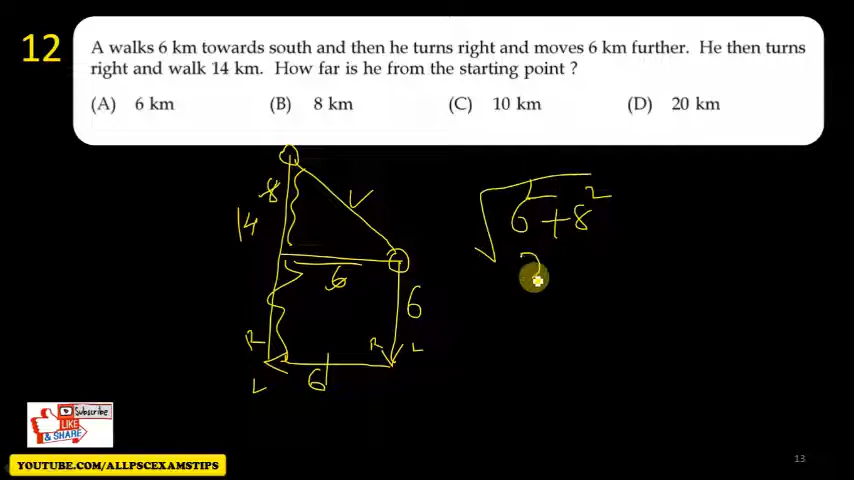 12
A walks 6 km towards south and then he turns right and moves 6 km further. He then turns
right and walk 14 km. How far is he from the starting point ?
(A) 6 km (B) 8 km (C) 10 km (D) 20 km
8
14
6
6
R
R L
L
6
√6²+8²
Subscribe
LIKE
& SHARE
YOUTUBE.COM/ALLPSCEXAMSTIPS
13